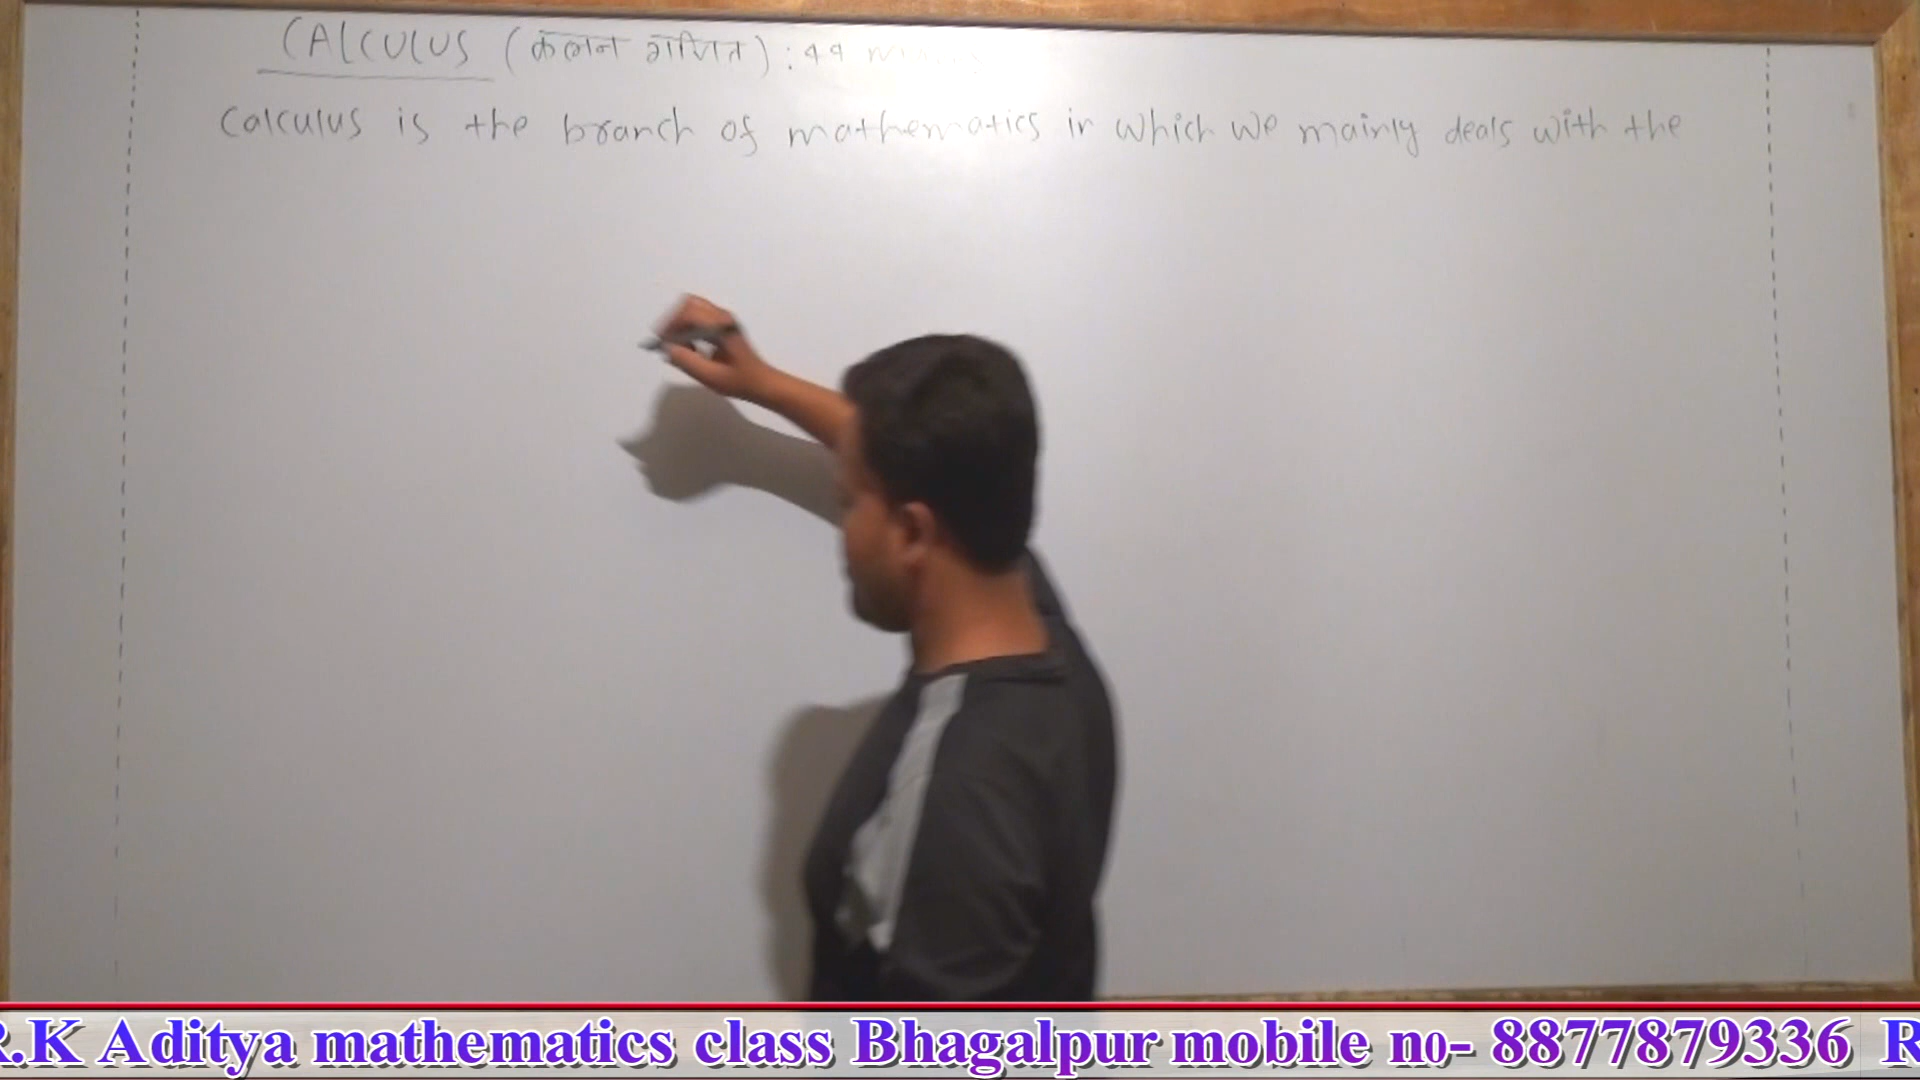 CALCULUS (कलन गणित) : 44
Calculus is the branch of mathematics in which we mainly deals with the
R.K Aditya mathematics class Bhagalpur mobile no- 8877879336 R